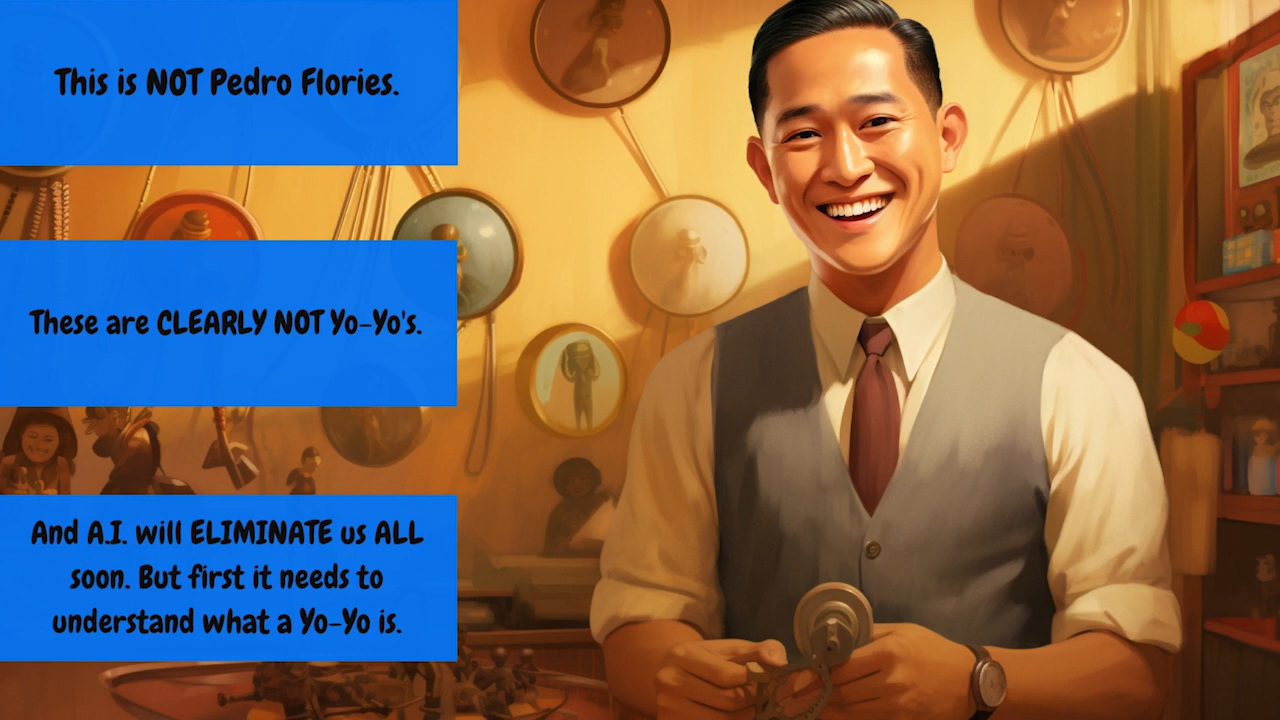 This is NOT Pedro Flories.
These are CLEARLY NOT Yo-Yo's.
And A.I. will ELIMINATE us ALL
soon. But first it needs to
understand what a Yo-Yo is.